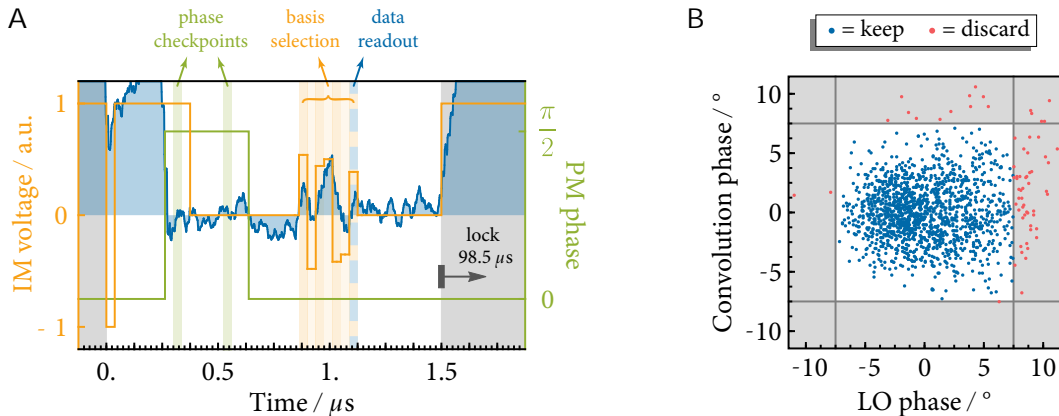 A
phase
checkpoints
basis
selection
data
readout
IM voltage / a.u.
1
0
- 1
π
2
0
PM phase
lock
98.5 μs
0.
0.5
1.
1.5
Time / μs
B
= keep
= discard
Convolution phase / °
10
5
0
-5
-10
-10
-5
0
5
10
LO phase / °